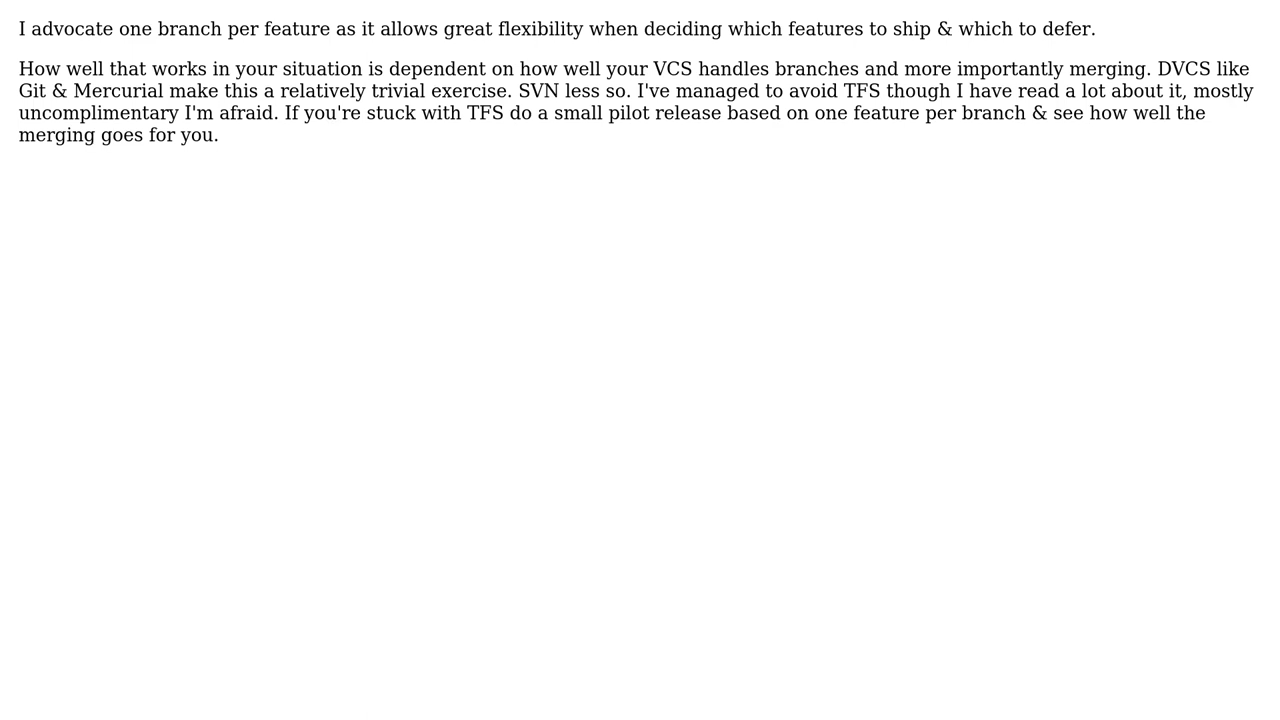 I advocate one branch per feature as it allows great flexibility when deciding which features to ship & which to defer.
How well that works in your situation is dependent on how well your VCS handles branches and more importantly merging. DVCS like
Git & Mercurial make this a relatively trivial exercise. SVN less so. I've managed to avoid TFS though I have read a lot about it, mostly
uncomplimentary I'm afraid. If you're stuck with TFS do a small pilot release based on one feature per branch & see how well the
merging goes for you.